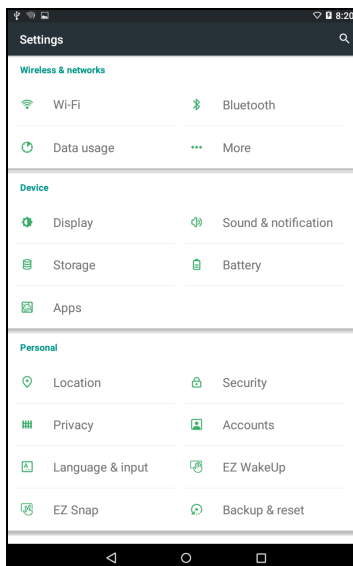 8:20
Settings
Wireless & networks
Wi-Fi
Bluetooth
Data usage
More
Device
Display
Sound & notification
Storage
Battery
Apps
Personal
Location
Security
Privacy
Accounts
Language & input
EZ WakeUp
EZ Snap
Backup & reset